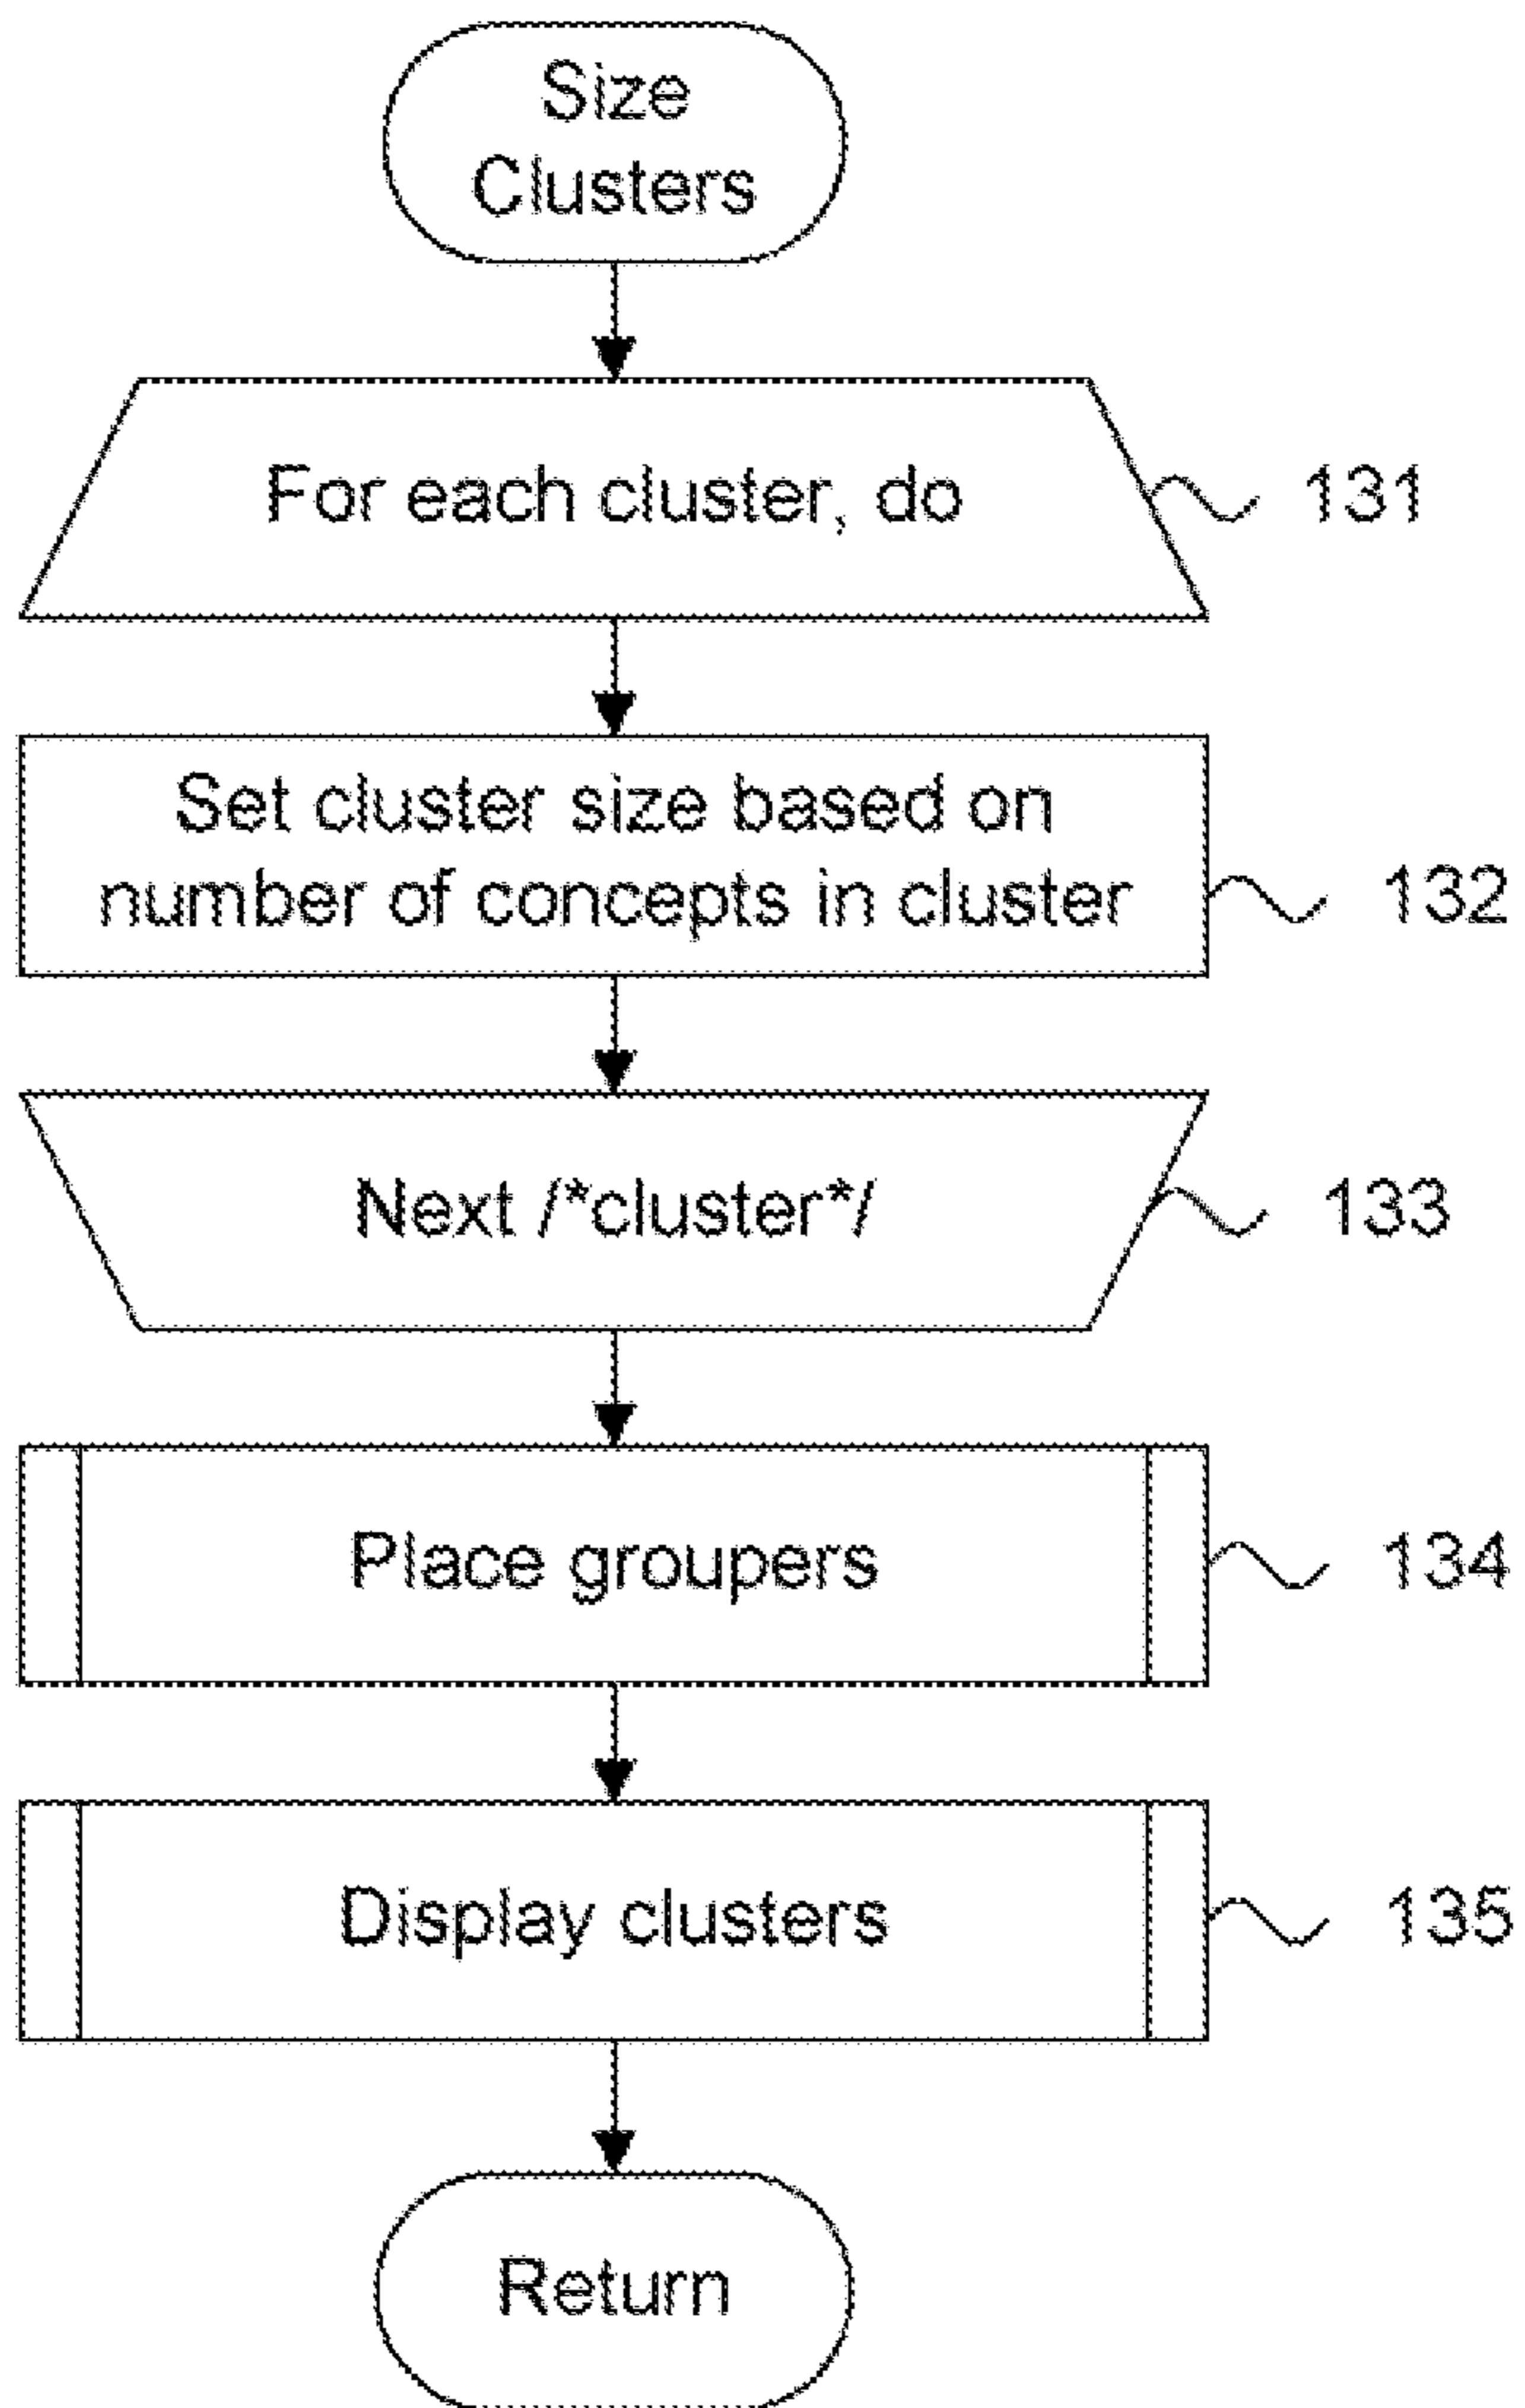 Size
Clusters
For each cluster, do
131
Set cluster size based on
number of concepts in cluster
132
Next /*cluster*/
133
Place groupers
134
Display clusters
135
Return